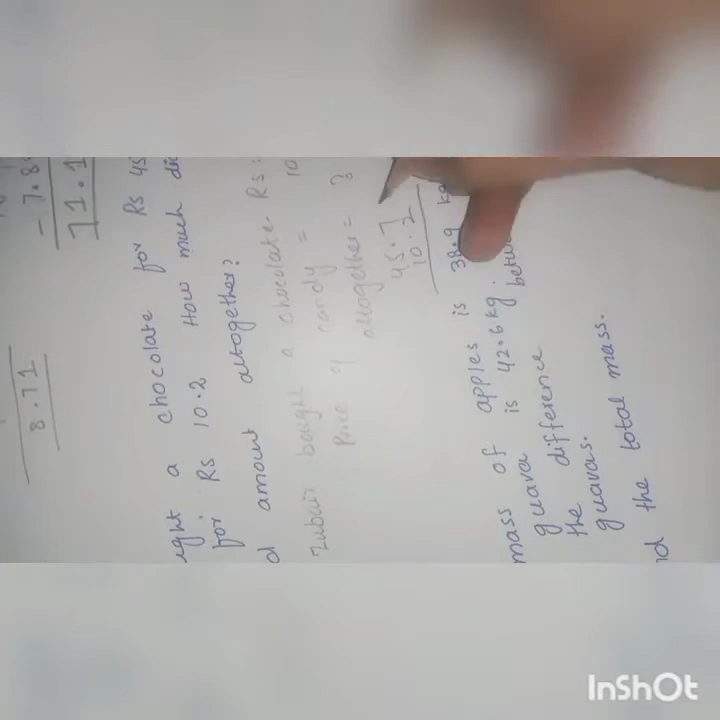 8.71
- 7.8
11.1
ght a chocolate for Rs 45
for Rs 10.2 How much
amount altogether?
Zubair bought a chocolate Rs:
candy = 10
Price of altogether = ?
45.7
10.2
mass of apples is 38.9 kg
guava is 42.6 kg.
the difference
the guavas.
the total mass.
InShOt